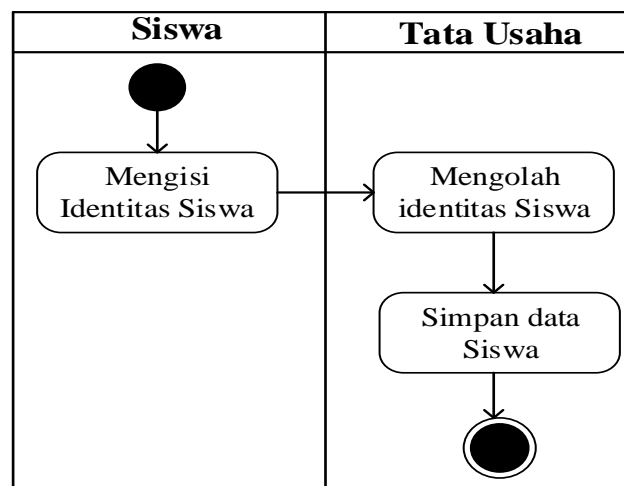 Siswa
Tata Usaha
Mengisi
Identitas Siswa
Mengolah
identitas Siswa
Simpan data
Siswa